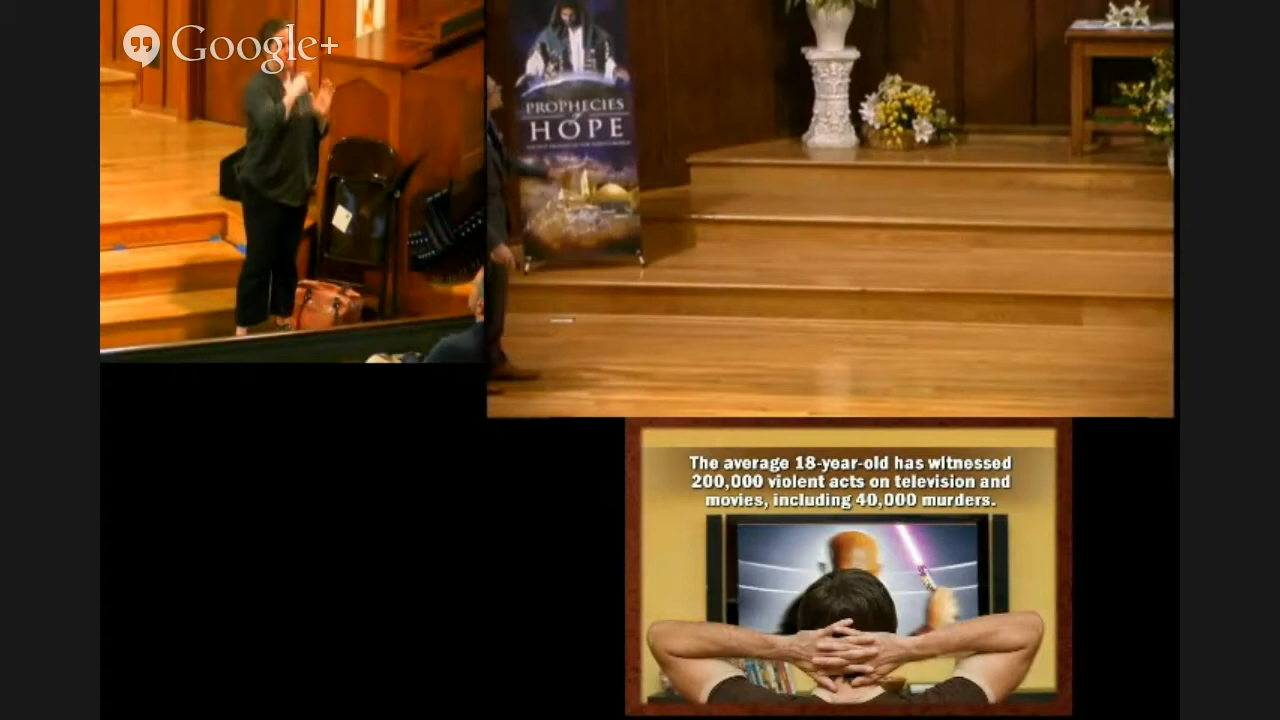 Google+
PROPHECIES
of
HOPE
The average 18-year-old has witnessed
200,000 violent acts on television and
movies, including 40,000 murders.